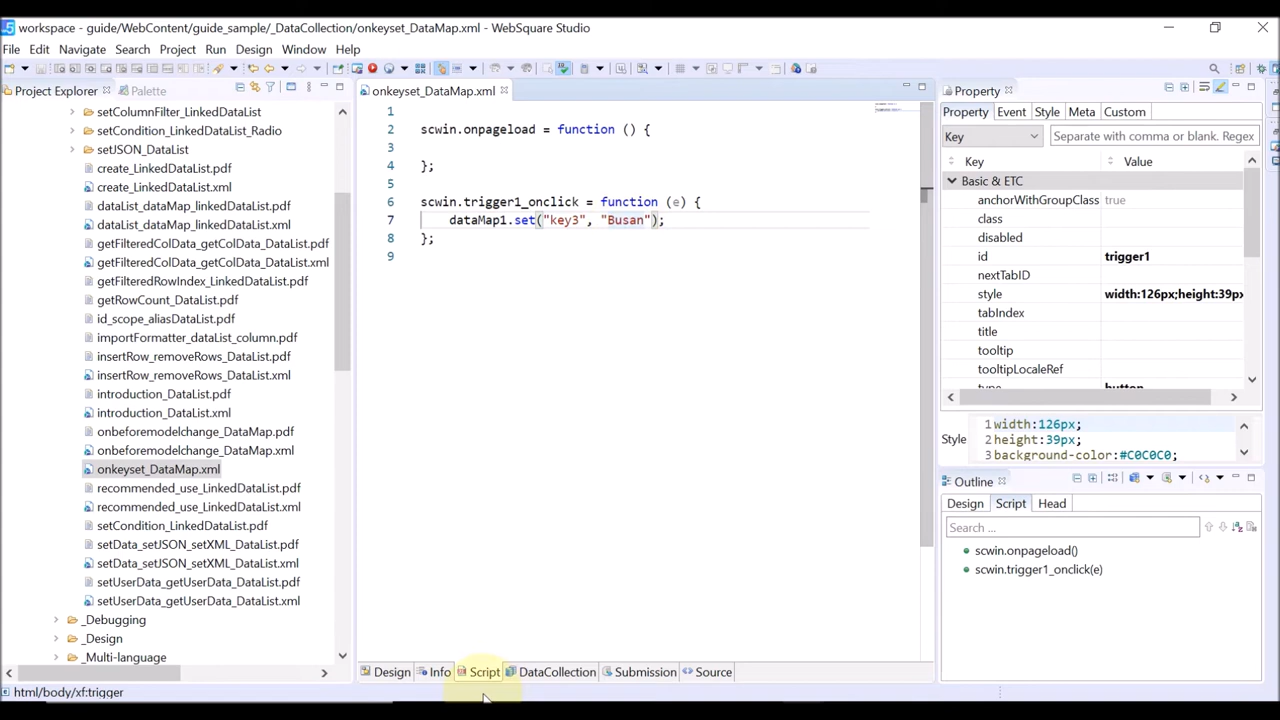 workspace - guide/WebContent/guide_sample/_DataCollection/onkeyset_DataMap.xml - WebSquare Studio
File Edit Navigate Search Project Run Design Window Help
Project Explorer Palette
setColumnFilter_LinkedDataList
setCondition_LinkedDataList_Radio
setJSON_DataList
create_LinkedDataList.pdf
create_LinkedDataList.xml
dataList_dataMap_linkedDataList.pdf
dataList_dataMap_linkedDataList.xml
getFilteredColData_getColData_DataList.pdf
getFilteredColData_getColData_DataList.xml
getFilteredRowIndex_LinkedDataList.pdf
getRowCount_DataList.pdf
id_scope_aliasDataList.pdf
importFormatter_dataList_column.pdf
insertRow_removeRows_DataList.pdf
insertRow_removeRows_DataList.xml
introduction_DataList.pdf
introduction_DataList.xml
onbeforemodelchange_DataMap.pdf
onbeforemodelchange_DataMap.xml
onkeyset_DataMap.xml
recommended_use_LinkedDataList.pdf
recommended_use_LinkedDataList.xml
setCondition_LinkedDataList.pdf
setData_setJSON_setXML_DataList.pdf
setData_setJSON_setXML_DataList.xml
setUserData_getUserData_DataList.pdf
setUserData_getUserData_DataList.xml
_Debugging
_Design
_Multi-language
onkeyset_DataMap.xml
1
2 scwin.onpageload = function () {
3
4 };
5
6 scwin.trigger1_onclick = function (e) {
7 dataMap1.set("key3", "Busan");
8 };
9
Design Info Script DataCollection Submission Source
Property
Property Event Style Meta Custom
Key Separate with comma or blank. Regex
Key Value
Basic & ETC
anchorWithGroupClass true
class
disabled
id trigger1
nextTabID
style width:126px;height:39px
tabIndex
title
tooltip
tooltipLocaleRef
type button
Style
1 width:126px;
2 height:39px;
3 background-color:#C0C0C0;
Outline
Design Script Head
Search ...
scwin.onpageload()
scwin.trigger1_onclick(e)
html/body/xf:trigger